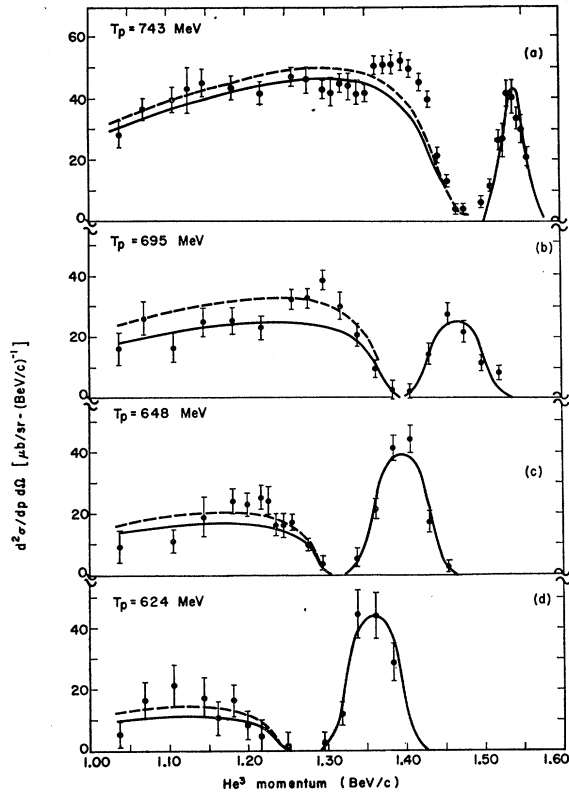 Tp = 743 MeV
(a)
60
40
20
0
Tp = 695 MeV
(b)
40
20
0
Tp = 648 MeV
(c)
40
20
0
Tp = 624 MeV
(d)
40
20
0
1.00 1.10 1.20 1.30 1.40 1.50 1.60
He³ momentum (BeV/c)
d²σ/dp dΩ [μb/sr-(BeV/c)⁻¹]